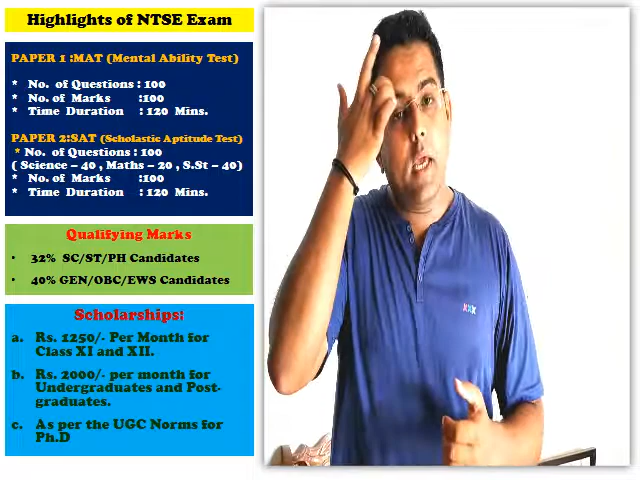 Highlights of NTSE Exam
PAPER 1 :MAT (Mental Ability Test)
* No. of Questions : 100
* No. of Marks :100
* Time Duration : 120 Mins.
PAPER 2:SAT (Scholastic Aptitude Test)
* No. of Questions : 100
( Science – 40 , Maths – 20 , S.St – 40)
* No. of Marks :100
* Time Duration : 120 Mins.
Qualifying Marks
• 32% SC/ST/PH Candidates
• 40% GEN/OBC/EWS Candidates
Scholarships:
a. Rs. 1250/- Per Month for
Class XI and XII.
b. Rs. 2000/- per month for
Undergraduates and Post-
graduates.
c. As per the UGC Norms for
Ph.D
XXX